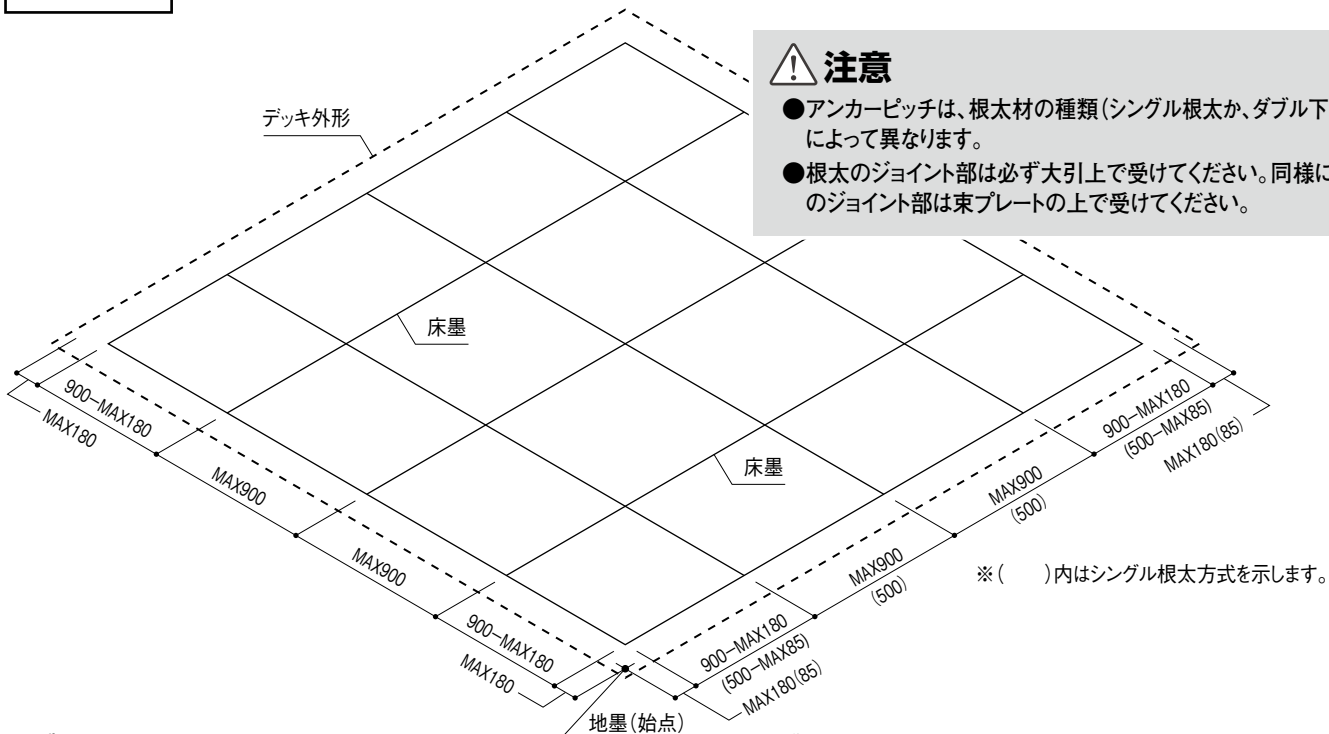 注意
●アンカーピッチは、根太材の種類(シングル根太か、ダブル下
によって異なります。
●根太のジョイント部は必ず大引上で受けてください。同様に
のジョイント部は束プレートの上で受けてください。
デッキ外形
床墨
床墨
900−MAX180
MAX180
MAX900
MAX900
900−MAX180
MAX180
地墨(始点)
900−MAX180
(500−MAX85)
MAX180(85)
MAX900
(500)
MAX900
(500)
900−MAX180
(500−MAX85)
MAX180(85)
※(　　)内はシングル根太方式を示します。